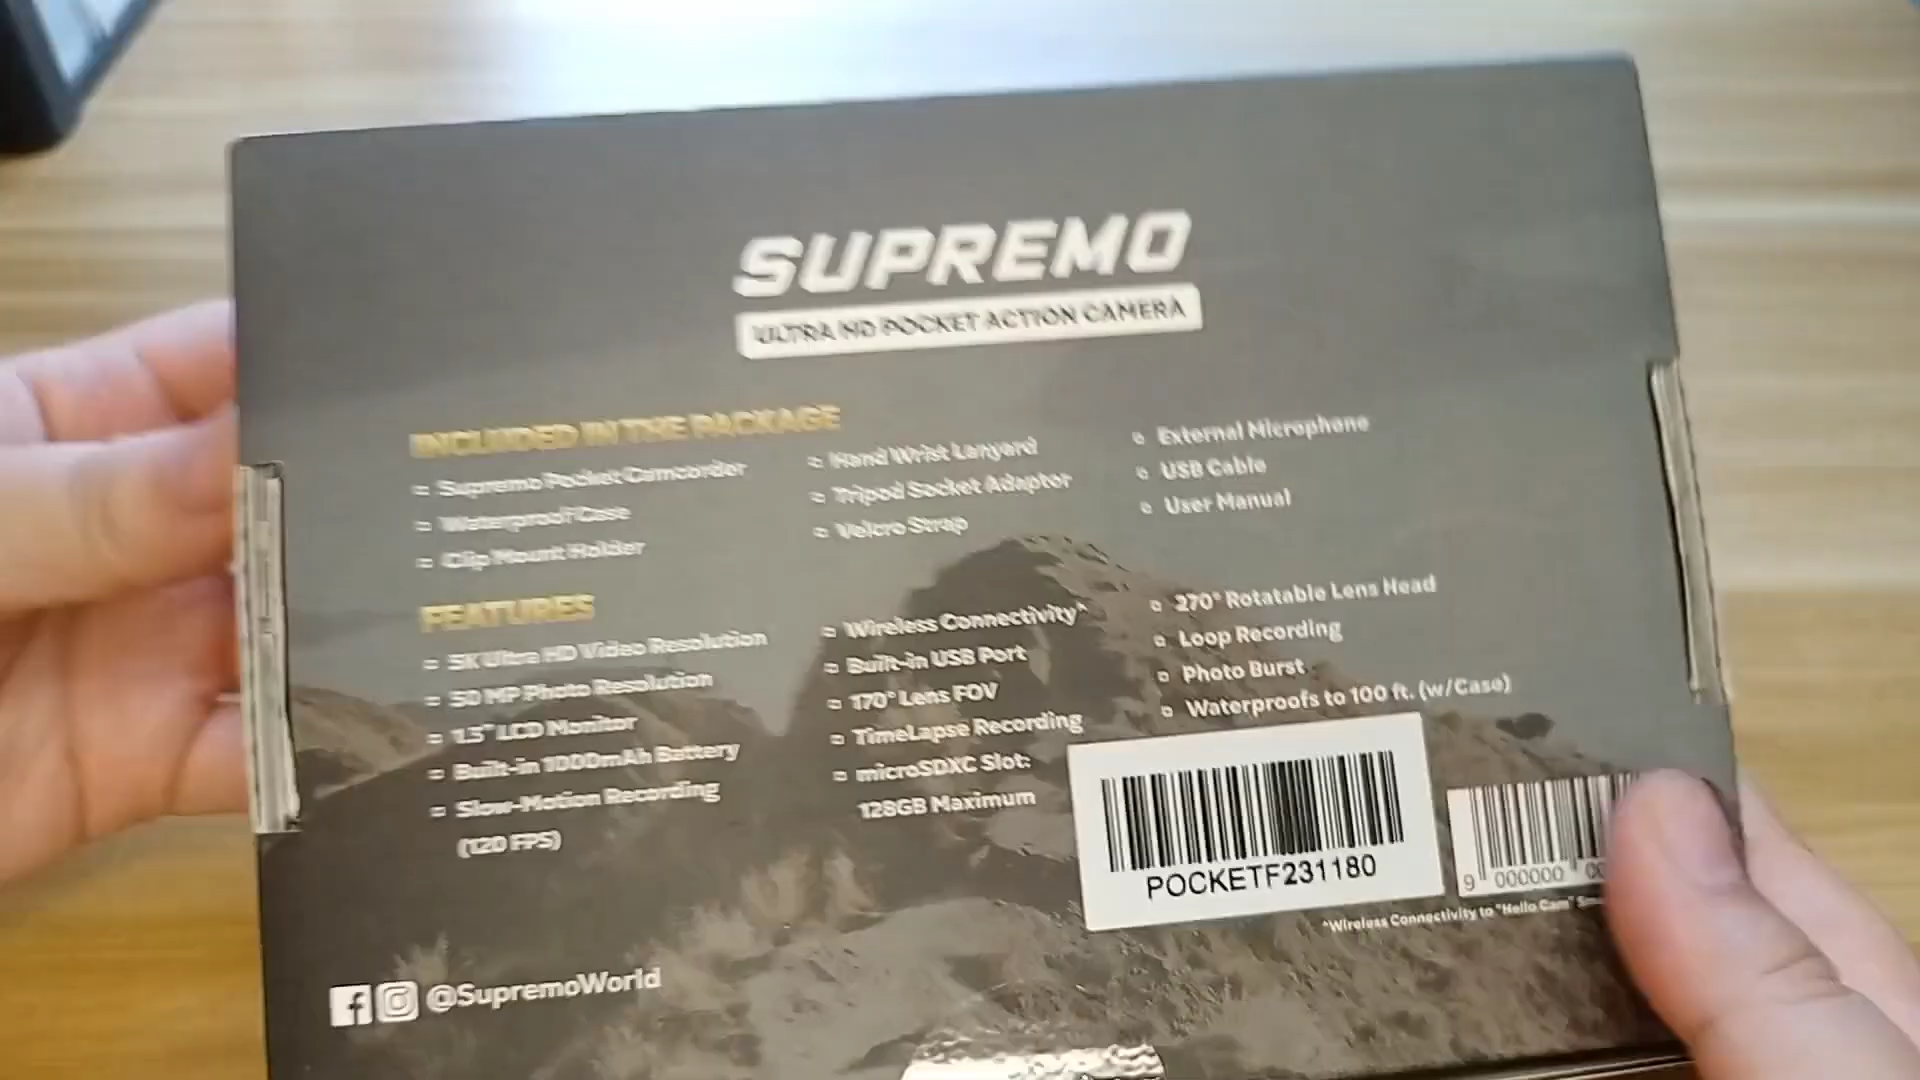 SUPREMO
ULTRA HD POCKET ACTION CAMERA
INCLUDED IN THE PACKAGE
Supremo Pocket Camcorder
Waterproof Case
Clip Mount Holder
Hand Wrist Lanyard
Tripod Socket Adaptor
Velcro Strap
External Microphone
USB Cable
User Manual
FEATURES
5K Ultra HD Video Resolution
50 MP Photo Resolution
1.3" LCD Monitor
Built-in 1000mAh Battery
Slow-Motion Recording
(120 FPS)
Wireless Connectivity^
Built-in USB Port
170° Lens FOV
TimeLapse Recording
microSDXC Slot:
128GB Maximum
270° Rotatable Lens Head
Loop Recording
Photo Burst
Waterproofs to 100 ft. (w/Case)
POCKETF231180
9 000000 00
^Wireless Connectivity to "Hello Cam"
@SupremoWorld